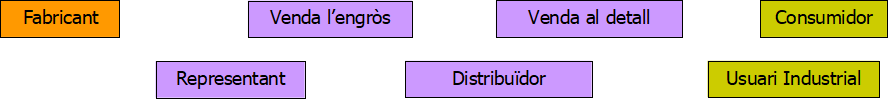 Fabricant Venda l'engròs Venda al detall Consumidor
Representant Distribuïdor Usuari Industrial